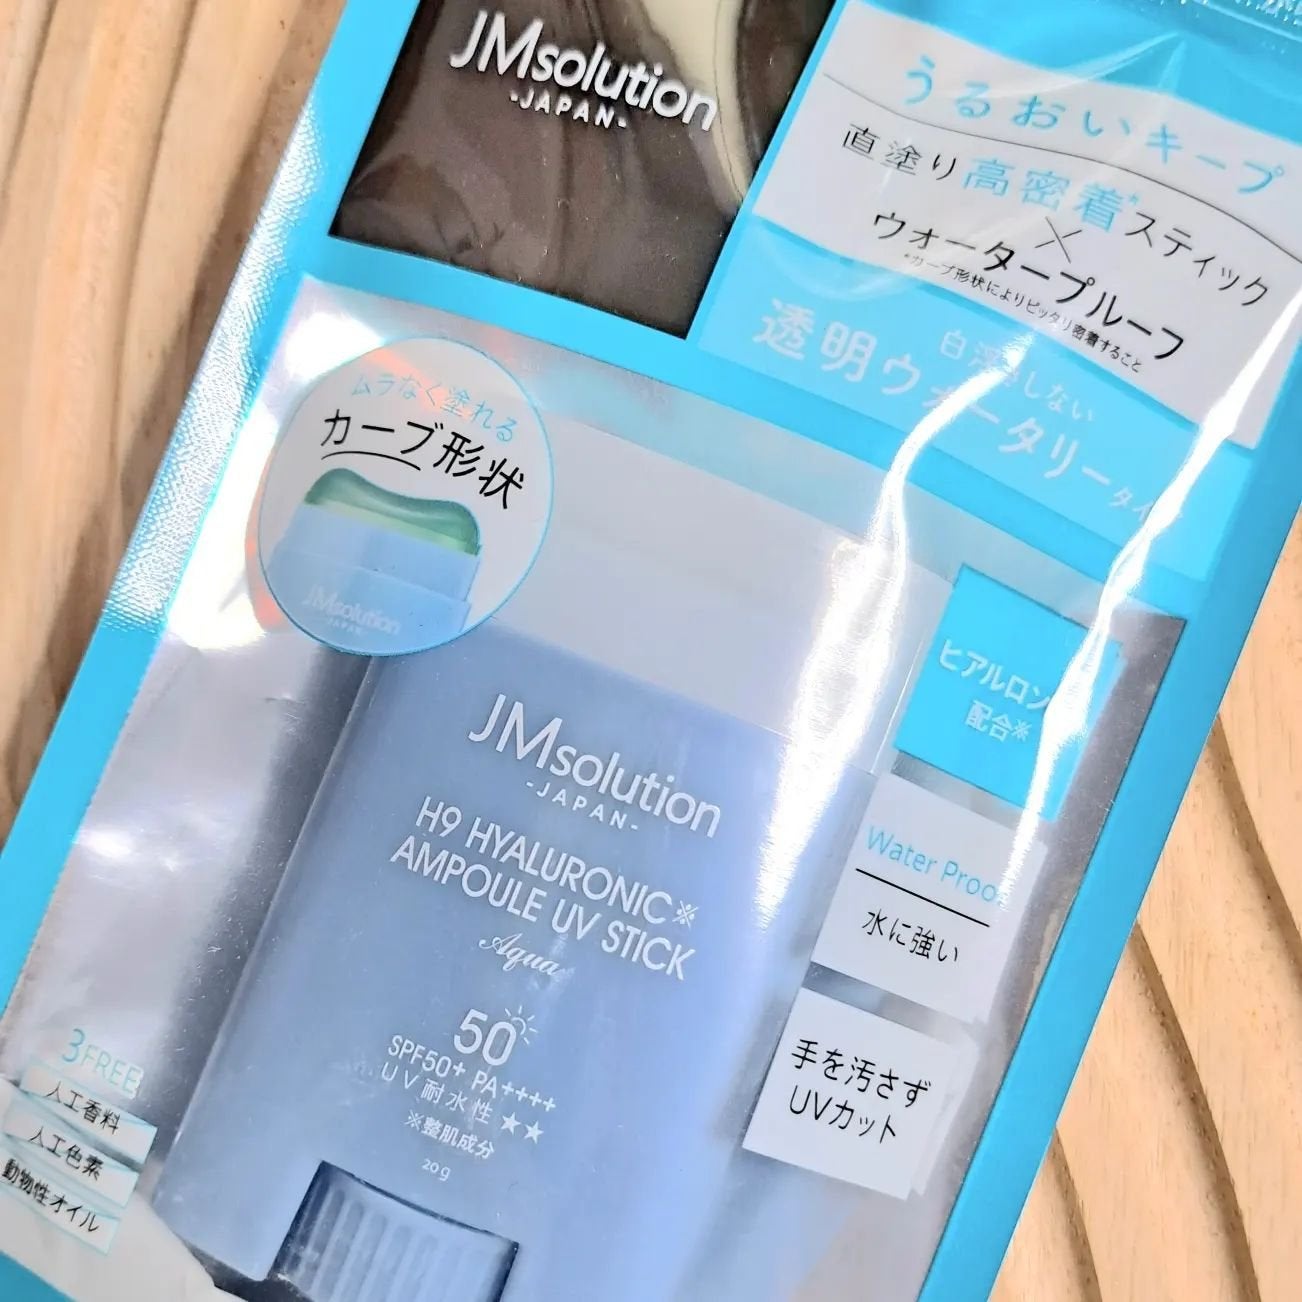 JMsolution
-JAPAN-
うるおいキープ
直塗り高密着*スティック
×
ウォータープルーフ
*カーブ形状によりピッタリ密着すること
白浮きしない
透明ウォータリータイ
ムラなく塗れる
カーブ形状
JMsolution
-JAPAN-
ヒアルロン
配合※
JMsolution
-JAPAN-
H9 HYALURONIC※
AMPOULE UV STICK
Aqua
50
SPF50+ PA++++
UV耐水性★★
※整肌成分
20g
Water Proo
水に強い
手を汚さず
UVカット
3FREE
人工香料
人工色素
動物性オイル